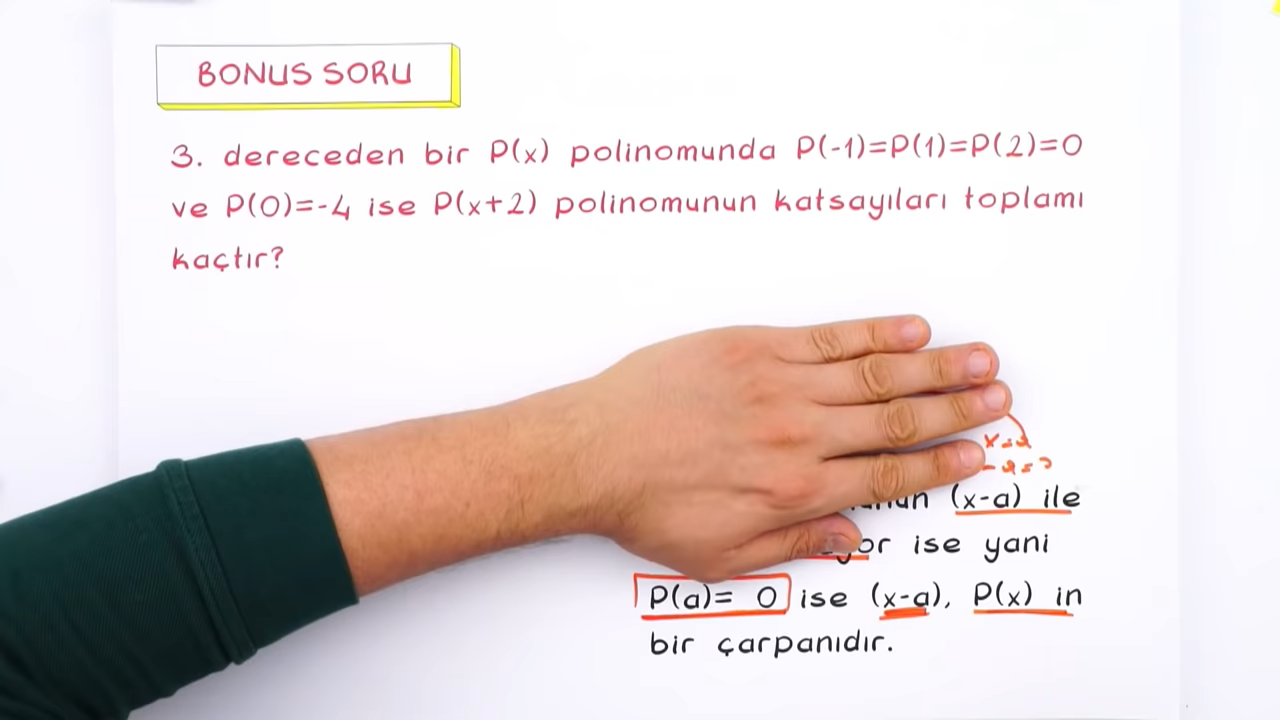 BONUS SORU
3. dereceden bir P(x) polinomunda P(-1)=P(1)=P(2)=0
ve P(0)=-4 ise P(x+2) polinomunun katsayıları toplamı
kaçtır?
(x-a) ile
ise yani
P(a)= 0 ise (x-a), P(x) in
bir çarpanıdır.